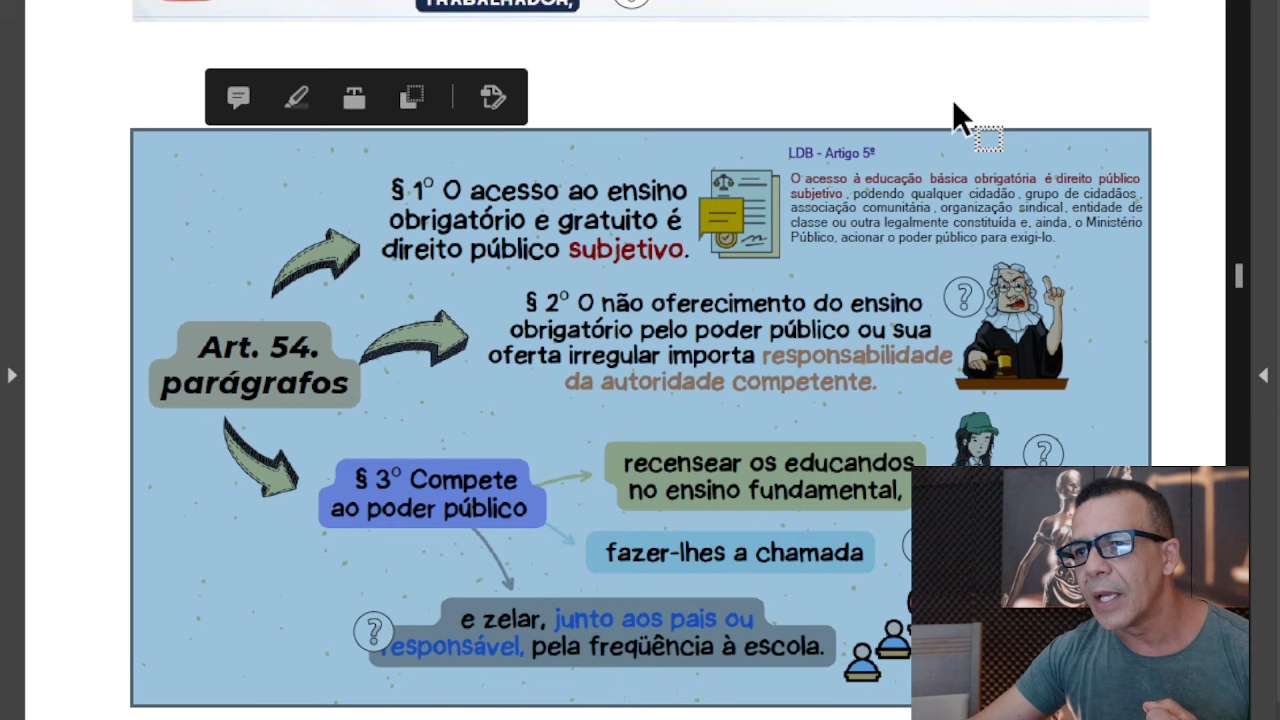 TRABALHADOR,
LDB - Artigo 5º
O acesso à educação básica obrigatória é direito público
subjetivo, podendo qualquer cidadão, grupo de cidadãos,
associação comunitária, organização sindical, entidade de
classe ou outra legalmente constituída e, ainda, o Ministério
Público, acionar o poder público para exigi-lo.
§ 1º O acesso ao ensino
obrigatório e gratuito é
direito público subjetivo.
§ 2º O não oferecimento do ensino
obrigatório pelo poder público ou sua
oferta irregular importa responsabilidade
da autoridade competente.
Art. 54.
parágrafos
§ 3º Compete
ao poder público
recensear os educandos
no ensino fundamental,
fazer-lhes a chamada
e zelar, junto aos pais ou
responsável, pela freqüência à escola.
?
?
?